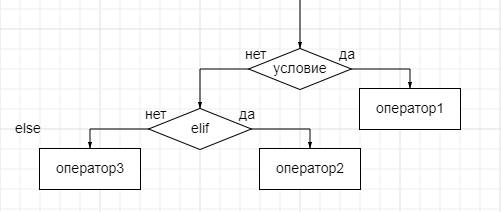 нет
да
условие
оператор1
нет
да
else
elif
оператор3
оператор2